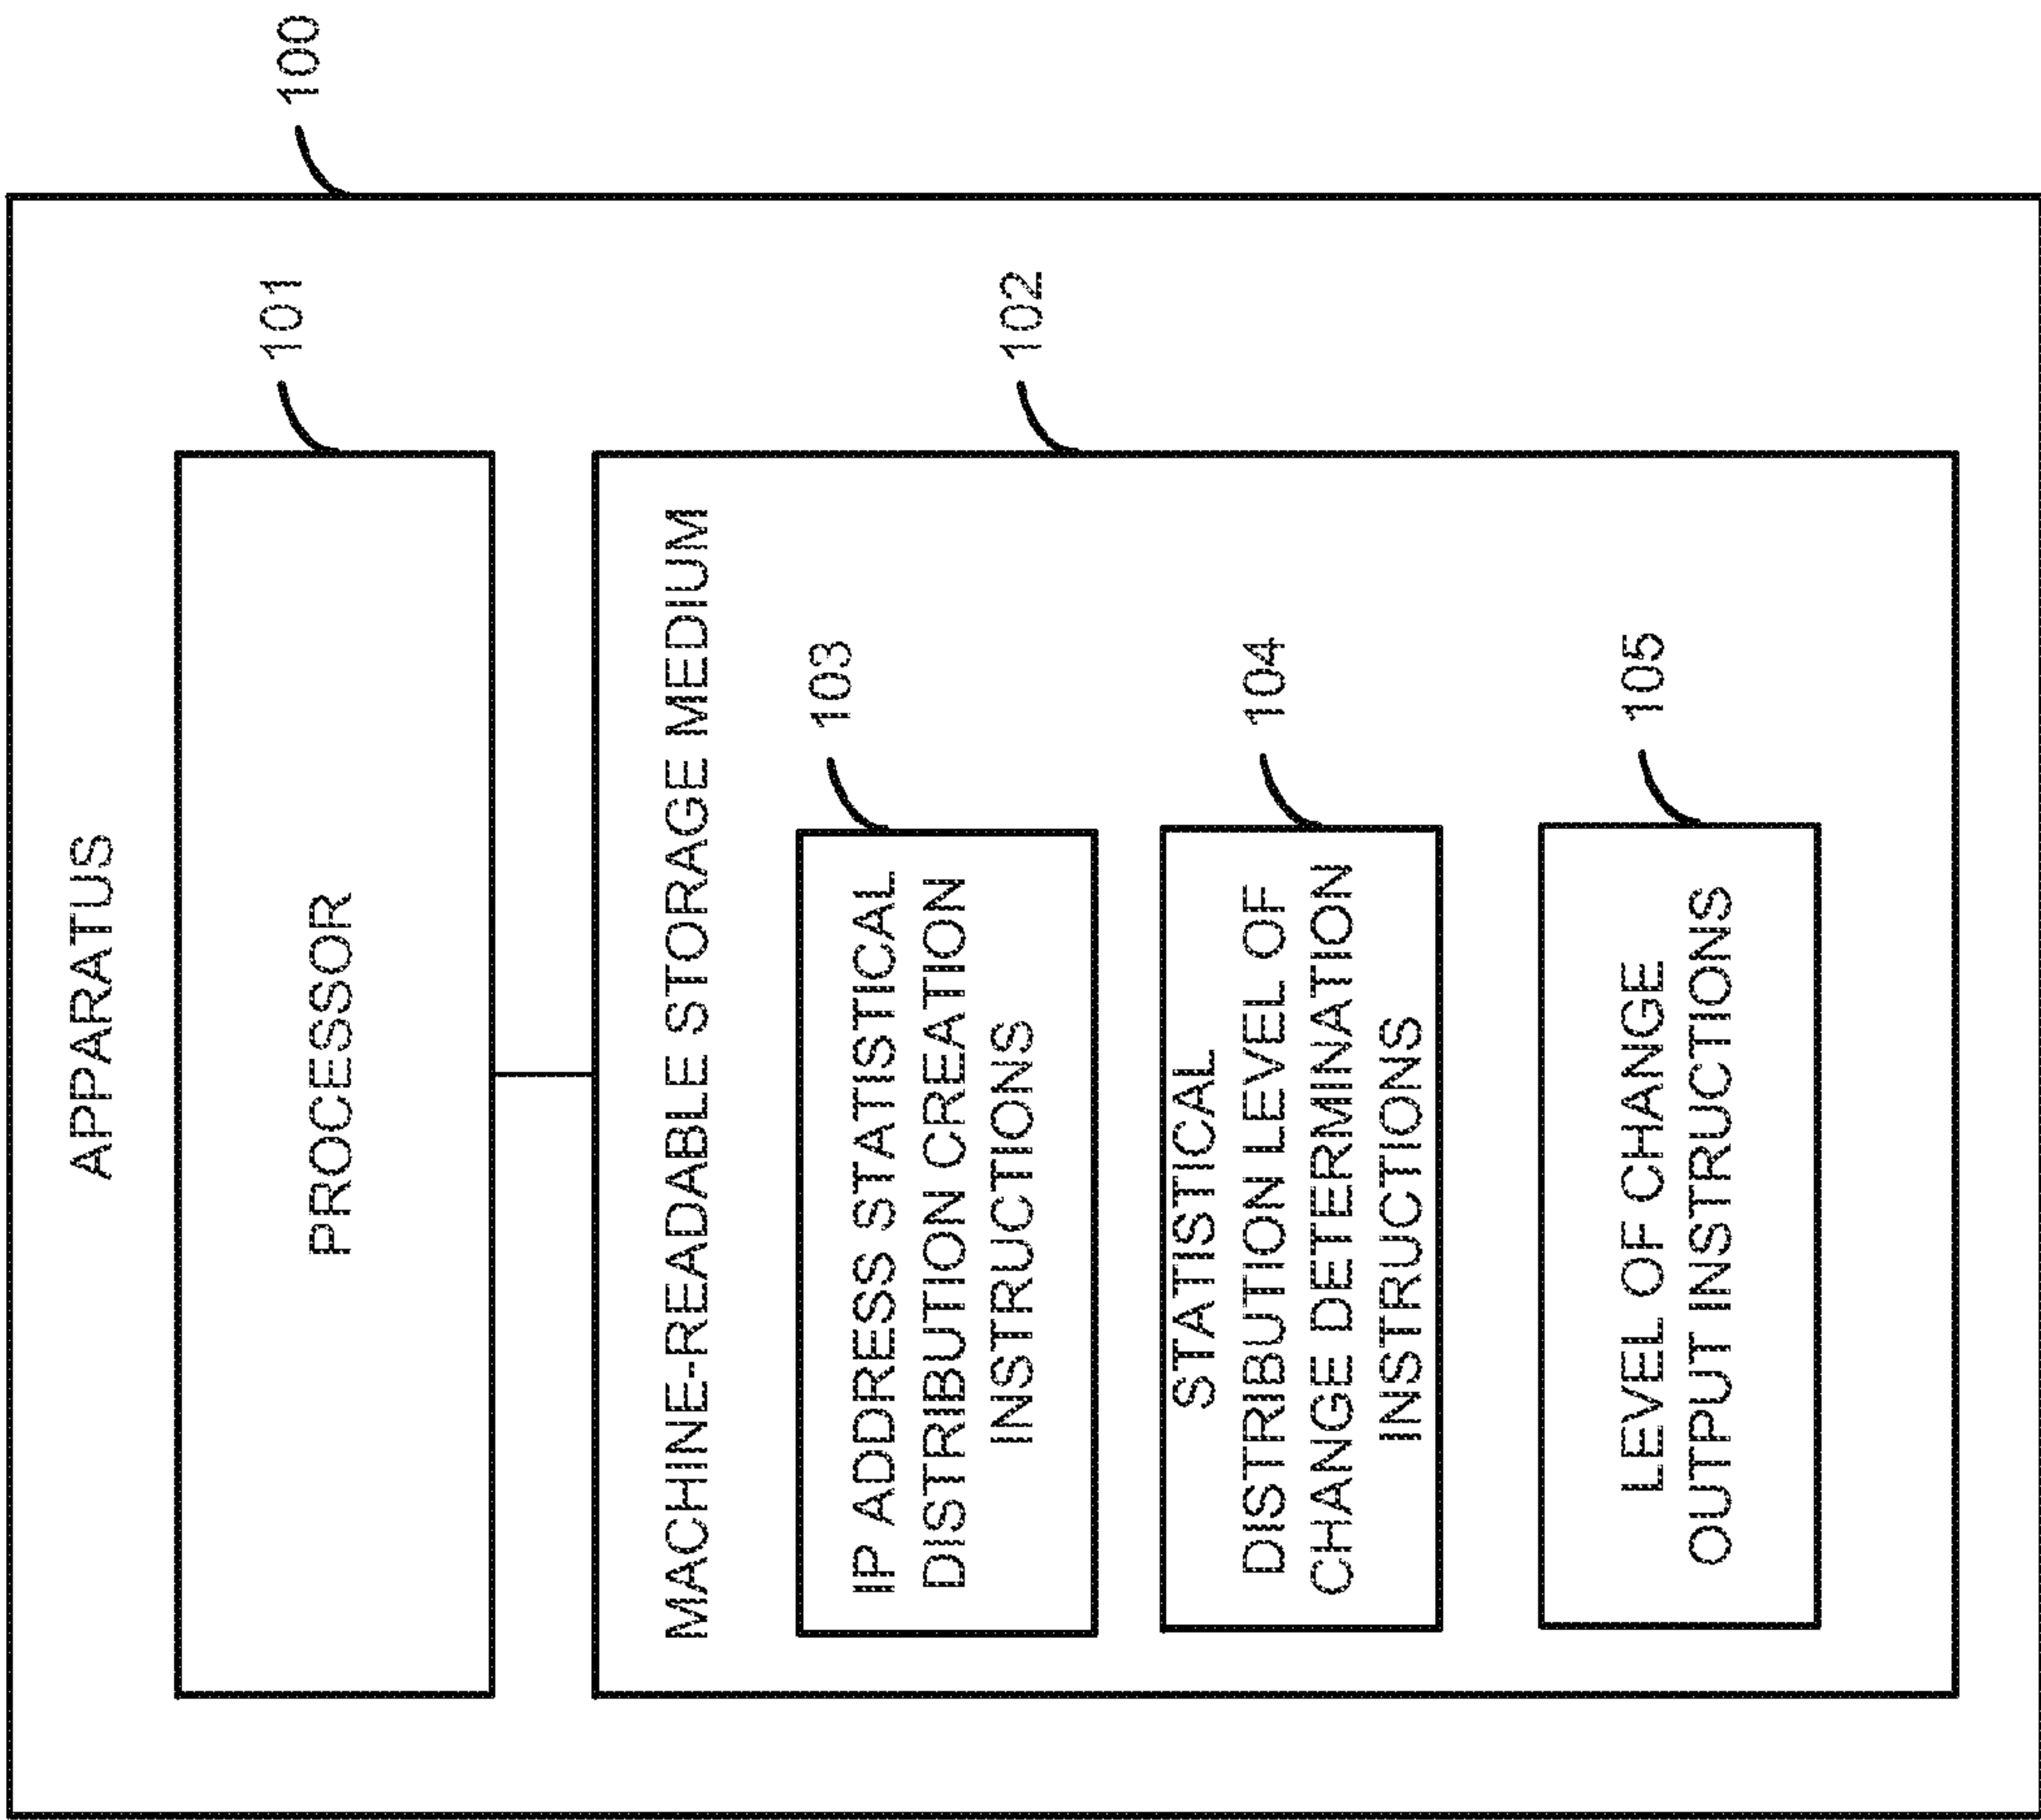 APPARATUS
100
PROCESSOR
101
MACHINE-READABLE STORAGE MEDIUM
102
IP ADDRESS STATISTICAL
DISTRIBUTION CREATION
INSTRUCTIONS
103
STATISTICAL
DISTRIBUTION LEVEL OF
CHANGE DETERMINATION
INSTRUCTIONS
104
LEVEL OF CHANGE
OUTPUT INSTRUCTIONS
105